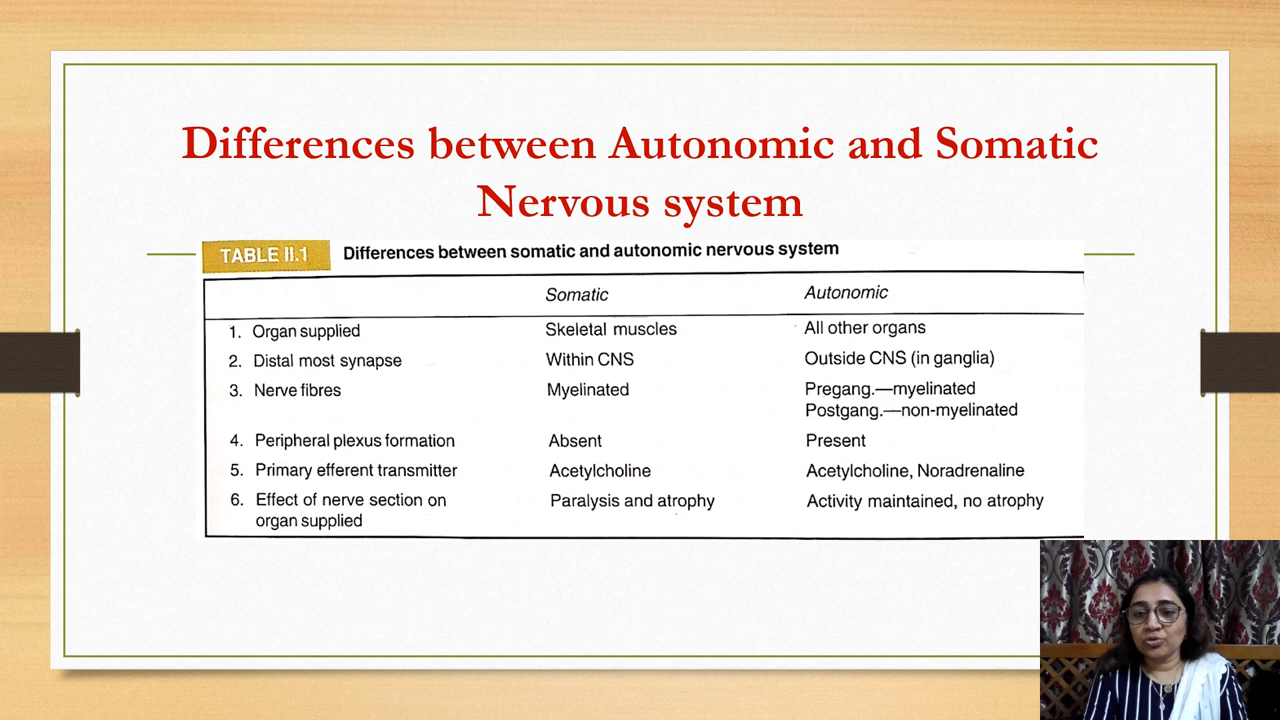 Differences between Autonomic and Somatic
Nervous system
TABLE II.1 Differences between somatic and autonomic nervous system
Somatic Autonomic
1. Organ supplied Skeletal muscles All other organs
2. Distal most synapse Within CNS Outside CNS (in ganglia)
3. Nerve fibres Myelinated Pregang.—myelinated
Postgang.—non-myelinated
4. Peripheral plexus formation Absent Present
5. Primary efferent transmitter Acetylcholine Acetylcholine, Noradrenaline
6. Effect of nerve section on Paralysis and atrophy Activity maintained, no atrophy
organ supplied